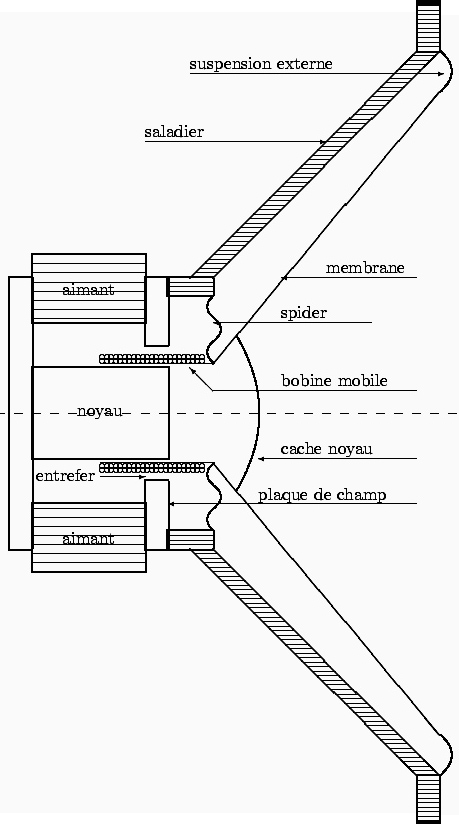 suspension externe
saladier
membrane
aimant
spider
bobine mobile
noyau
cache noyau
entrefer
plaque de champ
aimant